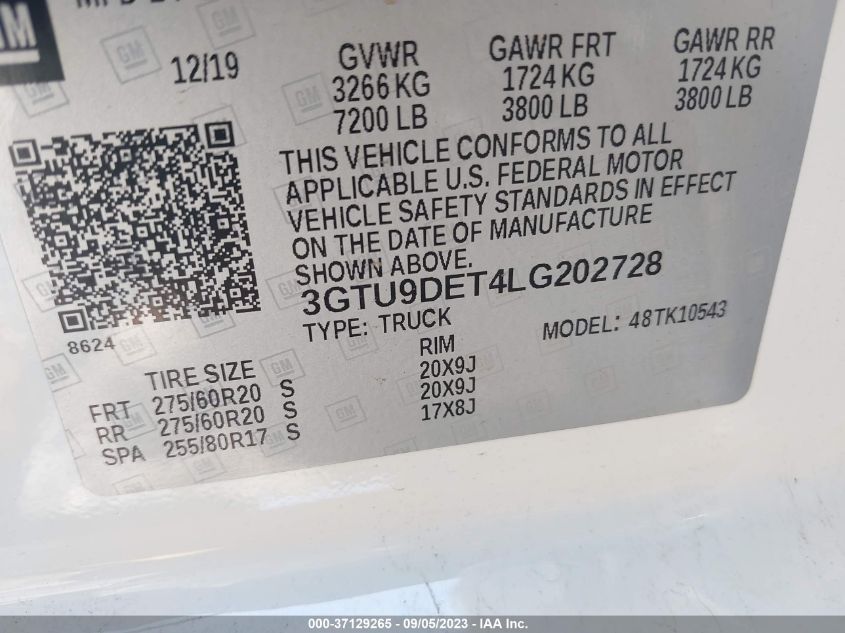 GM
12/19
GVWR
3266 KG
7200 LB
GAWR FRT
1724 KG
3800 LB
GAWR RR
1724 KG
3800 LB
THIS VEHICLE CONFORMS TO ALL
APPLICABLE U.S. FEDERAL MOTOR
VEHICLE SAFETY STANDARDS IN EFFECT
ON THE DATE OF MANUFACTURE
SHOWN ABOVE.
3GTU9DET4LG202728
TYPE: TRUCK
MODEL: 48TK10543
8624
TIRE SIZE RIM
FRT 275/60R20 S 20X9J
RR 275/60R20 S 20X9J
SPA 255/80R17 S 17X8J
000-37129265 - 09/05/2023 - IAA Inc.